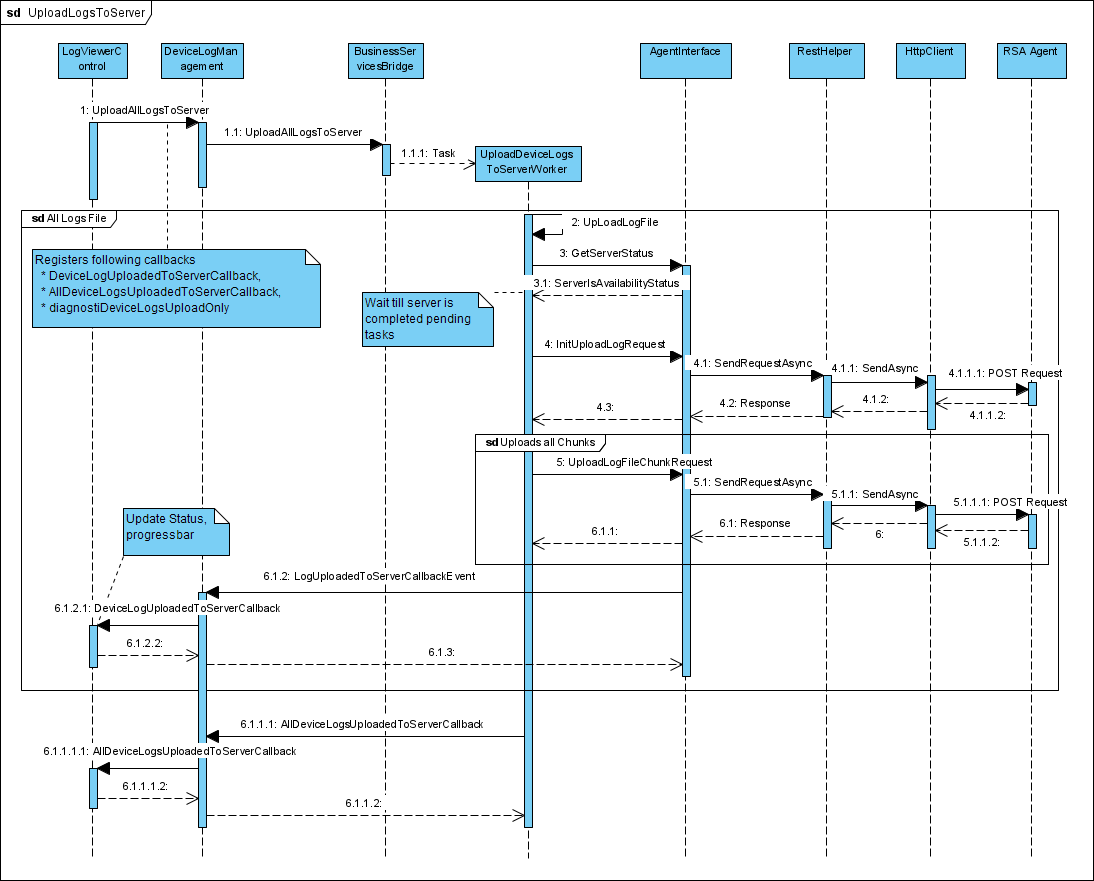 sd UploadLogsToServer
LogViewerC
ontrol
DeviceLogMan
agement
BusinessSer
vicesBridge
AgentInterface
RestHelper
HttpClient
RSA Agent
1: UploadAllLogsToServer
1.1: UploadAllLogsToServer
1.1.1: Task
UploadDeviceLogs
ToServerWorker
sd All Logs File
2: UpLoadLogFile
3: GetServerStatus
Registers following callbacks
* DeviceLogUploadedToServerCallback,
* AllDeviceLogsUploadedToServerCallback,
* diagnostiDeviceLogsUploadOnly
3.1: ServerIsAvailabilityStatus
Wait till server is
completed pending
tasks
4: InitUploadLogRequest
4.1: SendRequestAsync
4.1.1: SendAsync
4.1.1.1: POST Request
4.1.1.2:
4.1.2:
4.2: Response
4.3:
sd Uploads all Chunks
5: UploadLogFileChunkRequest
5.1: SendRequestAsync
5.1.1: SendAsync
5.1.1.1: POST Request
5.1.1.2:
6:
6.1: Response
6.1.1:
Update Status,
progressbar
6.1.2: LogUploadedToServerCallbackEvent
6.1.2.1: DeviceLogUploadedToServerCallback
6.1.2.2:
6.1.3:
6.1.1.1: AllDeviceLogsUploadedToServerCallback
6.1.1.1.1: AllDeviceLogsUploadedToServerCallback
6.1.1.1.2:
6.1.1.2: